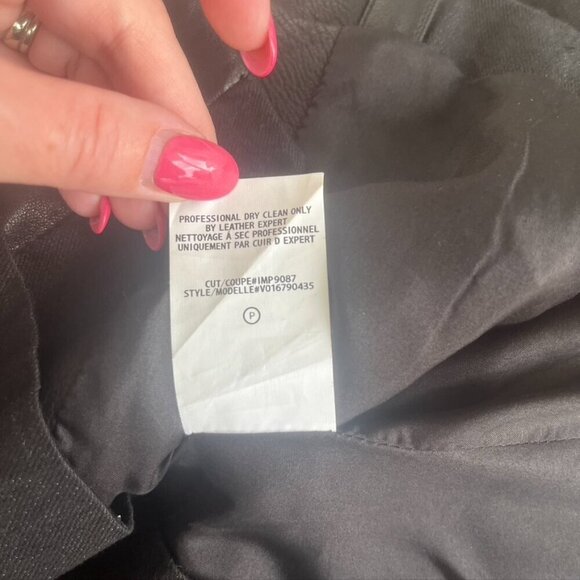 PROFESSIONAL DRY CLEAN ONLY
BY LEATHER EXPERT
NETTOYAGE À SEC PROFESSIONNEL
UNIQUEMENT PAR CUIR D EXPERT
CUT/COUPE#IMP9087
STYLE/MODELLE#V016790435
P